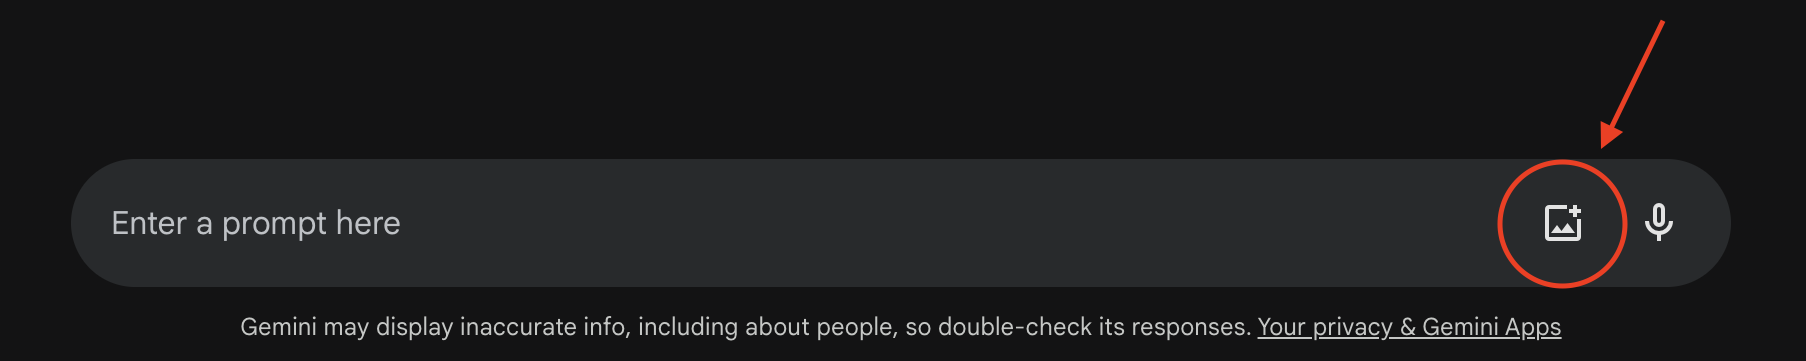 Enter a prompt here
Gemini may display inaccurate info, including about people, so double-check its responses. Your privacy & Gemini Apps